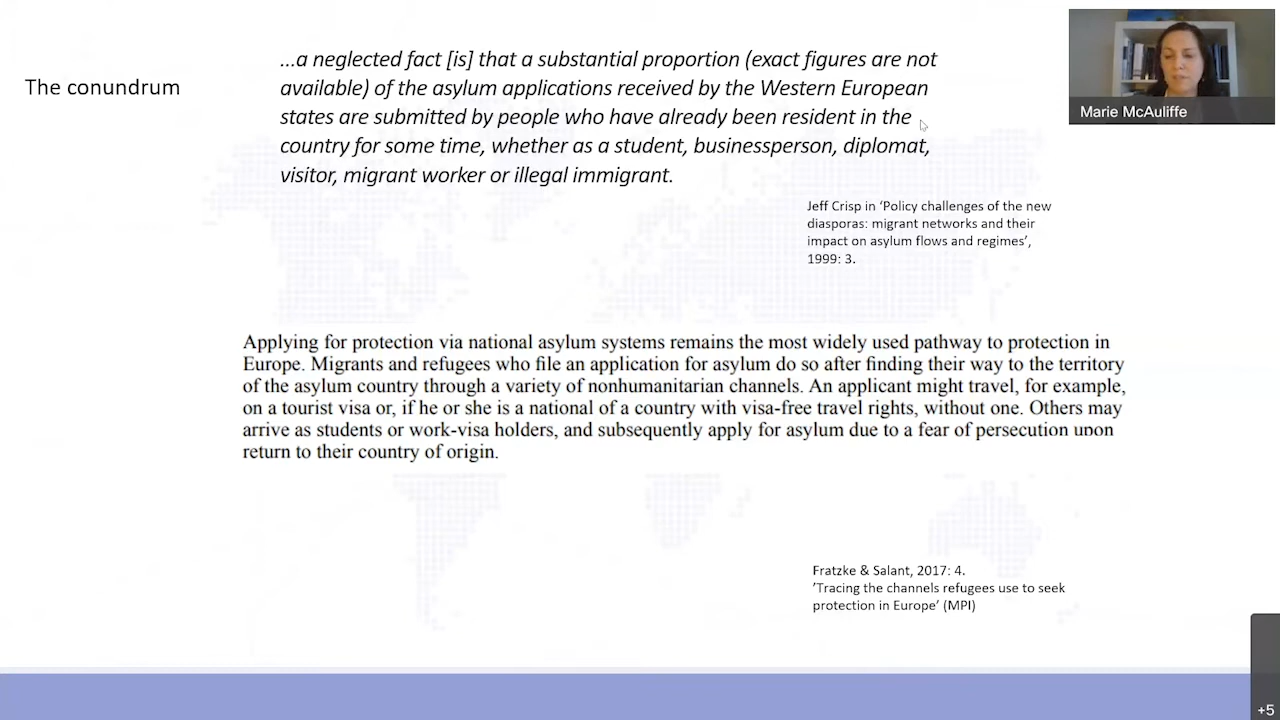 The conundrum
...a neglected fact [is] that a substantial proportion (exact figures are not
available) of the asylum applications received by the Western European
states are submitted by people who have already been resident in the
country for some time, whether as a student, businessperson, diplomat,
visitor, migrant worker or illegal immigrant.
Marie McAuliffe
Jeff Crisp in ‘Policy challenges of the new
diasporas: migrant networks and their
impact on asylum flows and regimes’,
1999: 3.
Applying for protection via national asylum systems remains the most widely used pathway to protection in
Europe. Migrants and refugees who file an application for asylum do so after finding their way to the territory
of the asylum country through a variety of nonhumanitarian channels. An applicant might travel, for example,
on a tourist visa or, if he or she is a national of a country with visa-free travel rights, without one. Others may
arrive as students or work-visa holders, and subsequently apply for asylum due to a fear of persecution upon
return to their country of origin.
Fratzke & Salant, 2017: 4.
’Tracing the channels refugees use to seek
protection in Europe’ (MPI)
+5